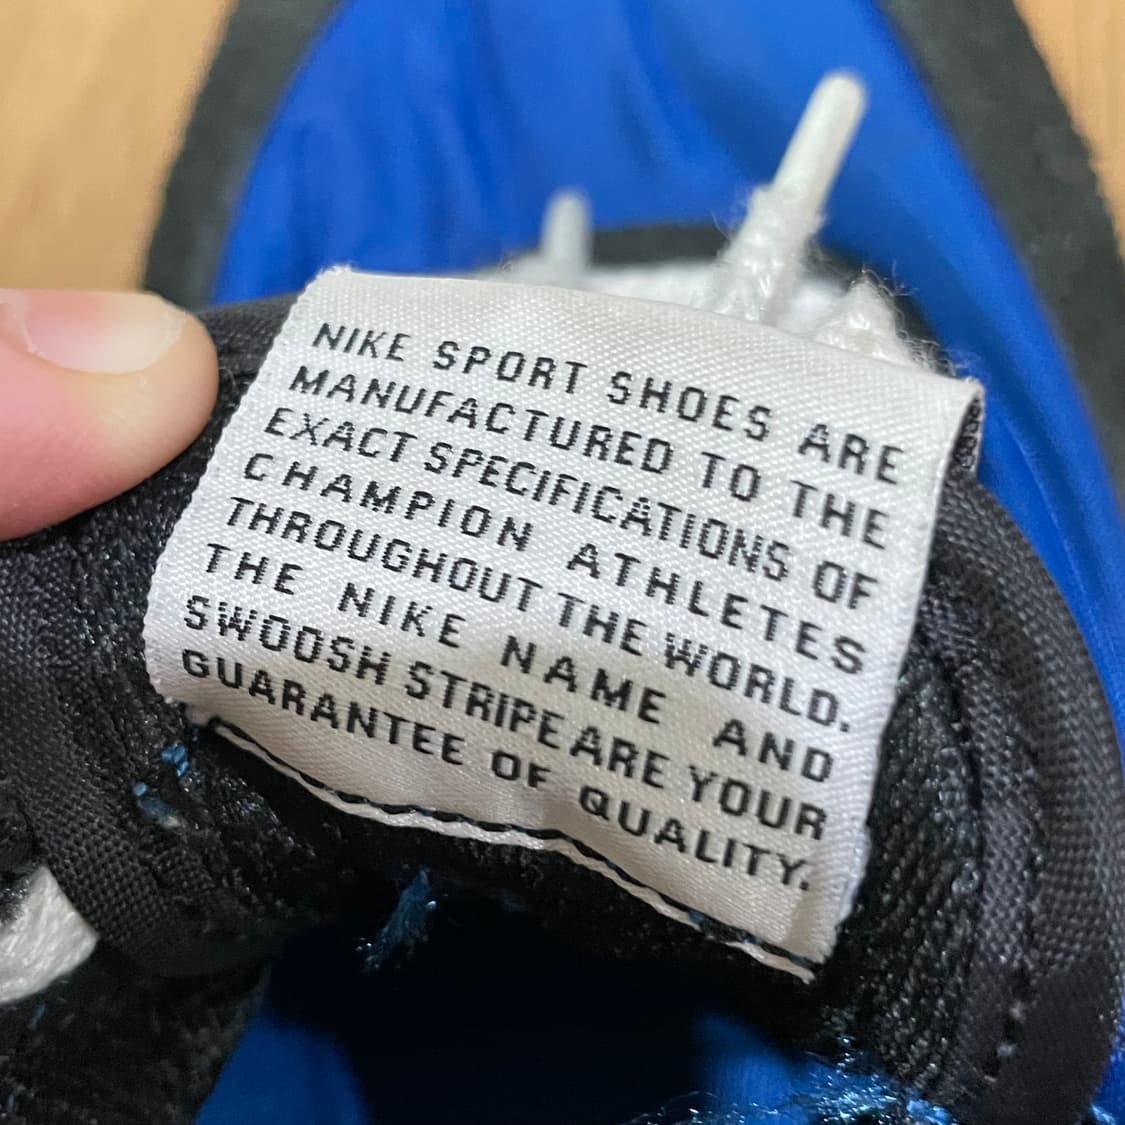 NIKE SPORT SHOES ARE
MANUFACTURED TO THE
EXACT SPECIFICATIONS OF
CHAMPION ATHLETES
THROUGHOUT THE WORLD.
THE NIKE NAME AND
SWOOSH STRIPE ARE YOUR
GUARANTEE OF QUALITY.